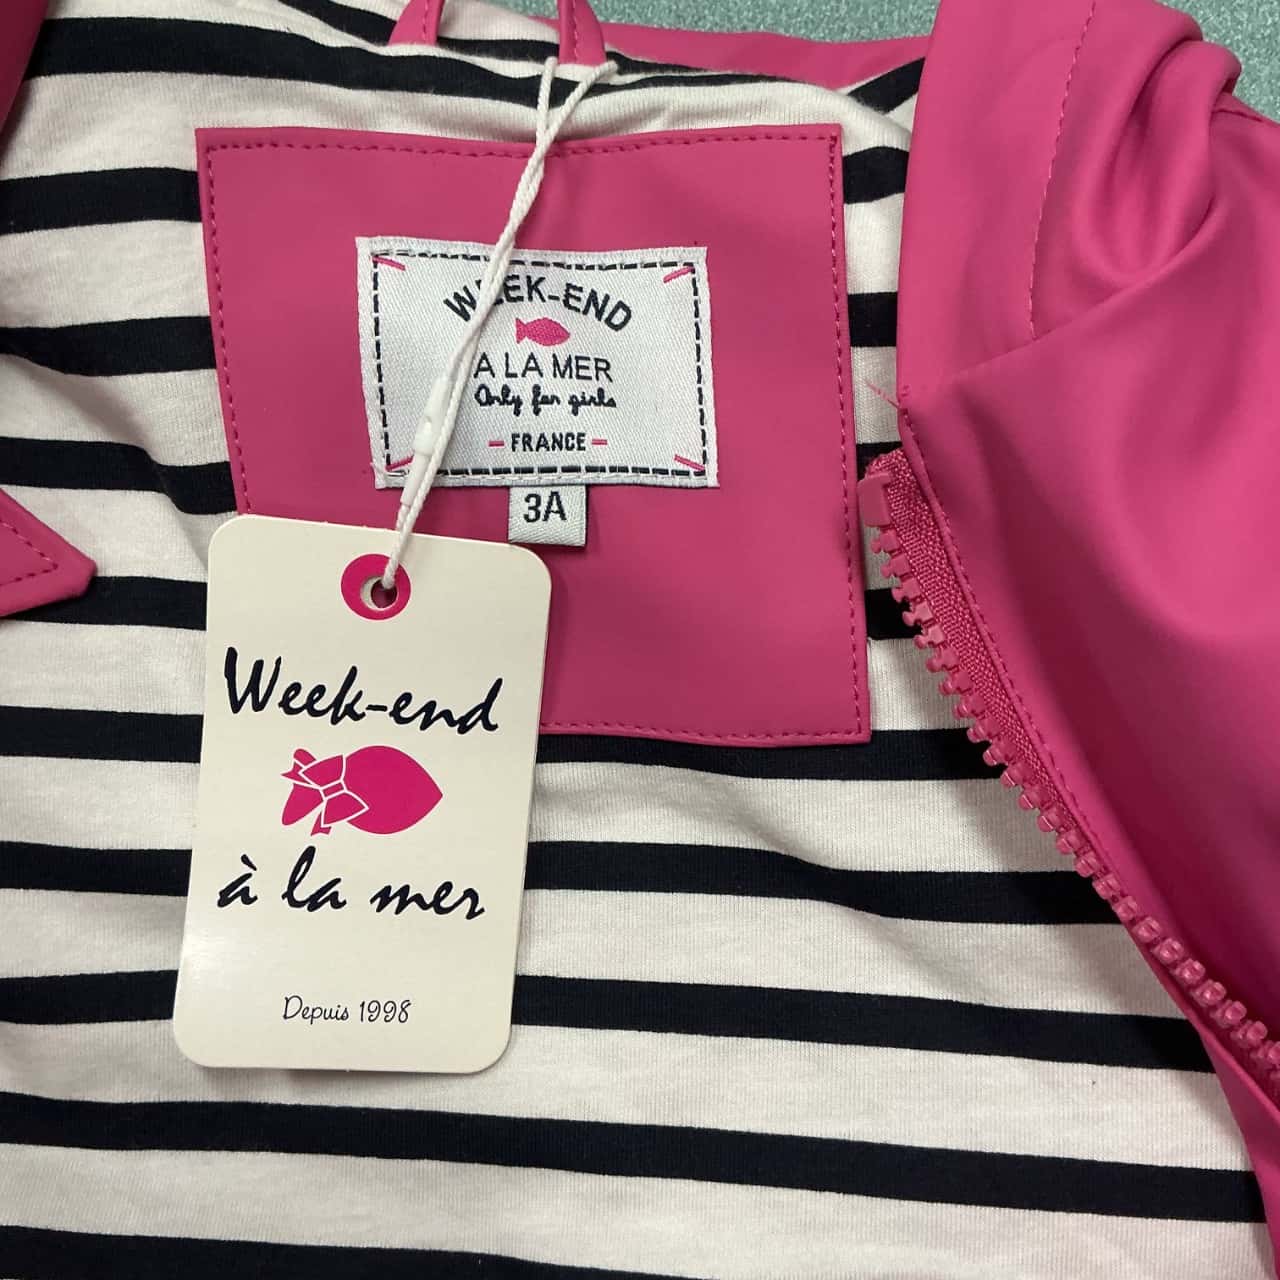 WEEK-END
A LA MER
Only for girls
- FRANCE -
3A
Week-end
à la mer
Depuis 1998